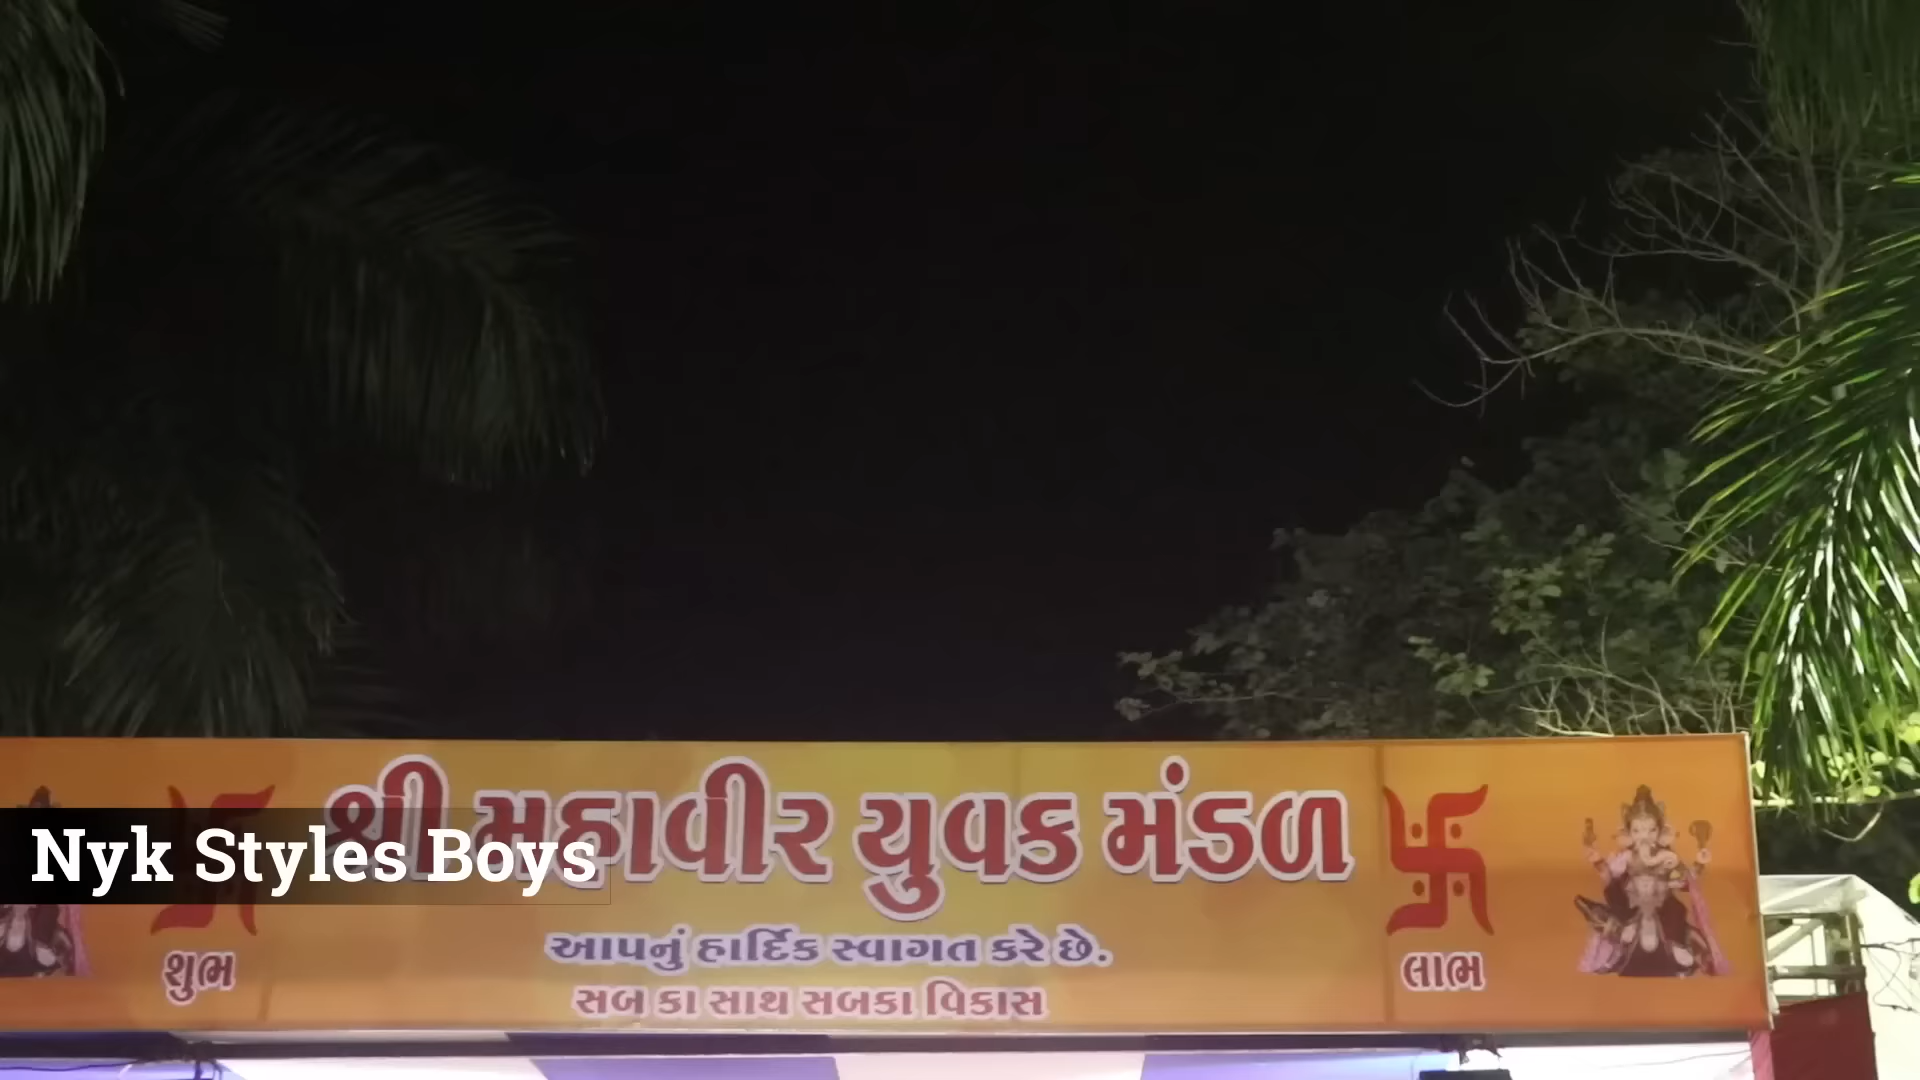 શ્રી મહાવીર યુવક મંડળ
Nyk Styles Boys
આપનું હાર્દિક સ્વાગત કરે છે.
શુભ
લાભ
સબ કા સાથ સબકા વિકાસ